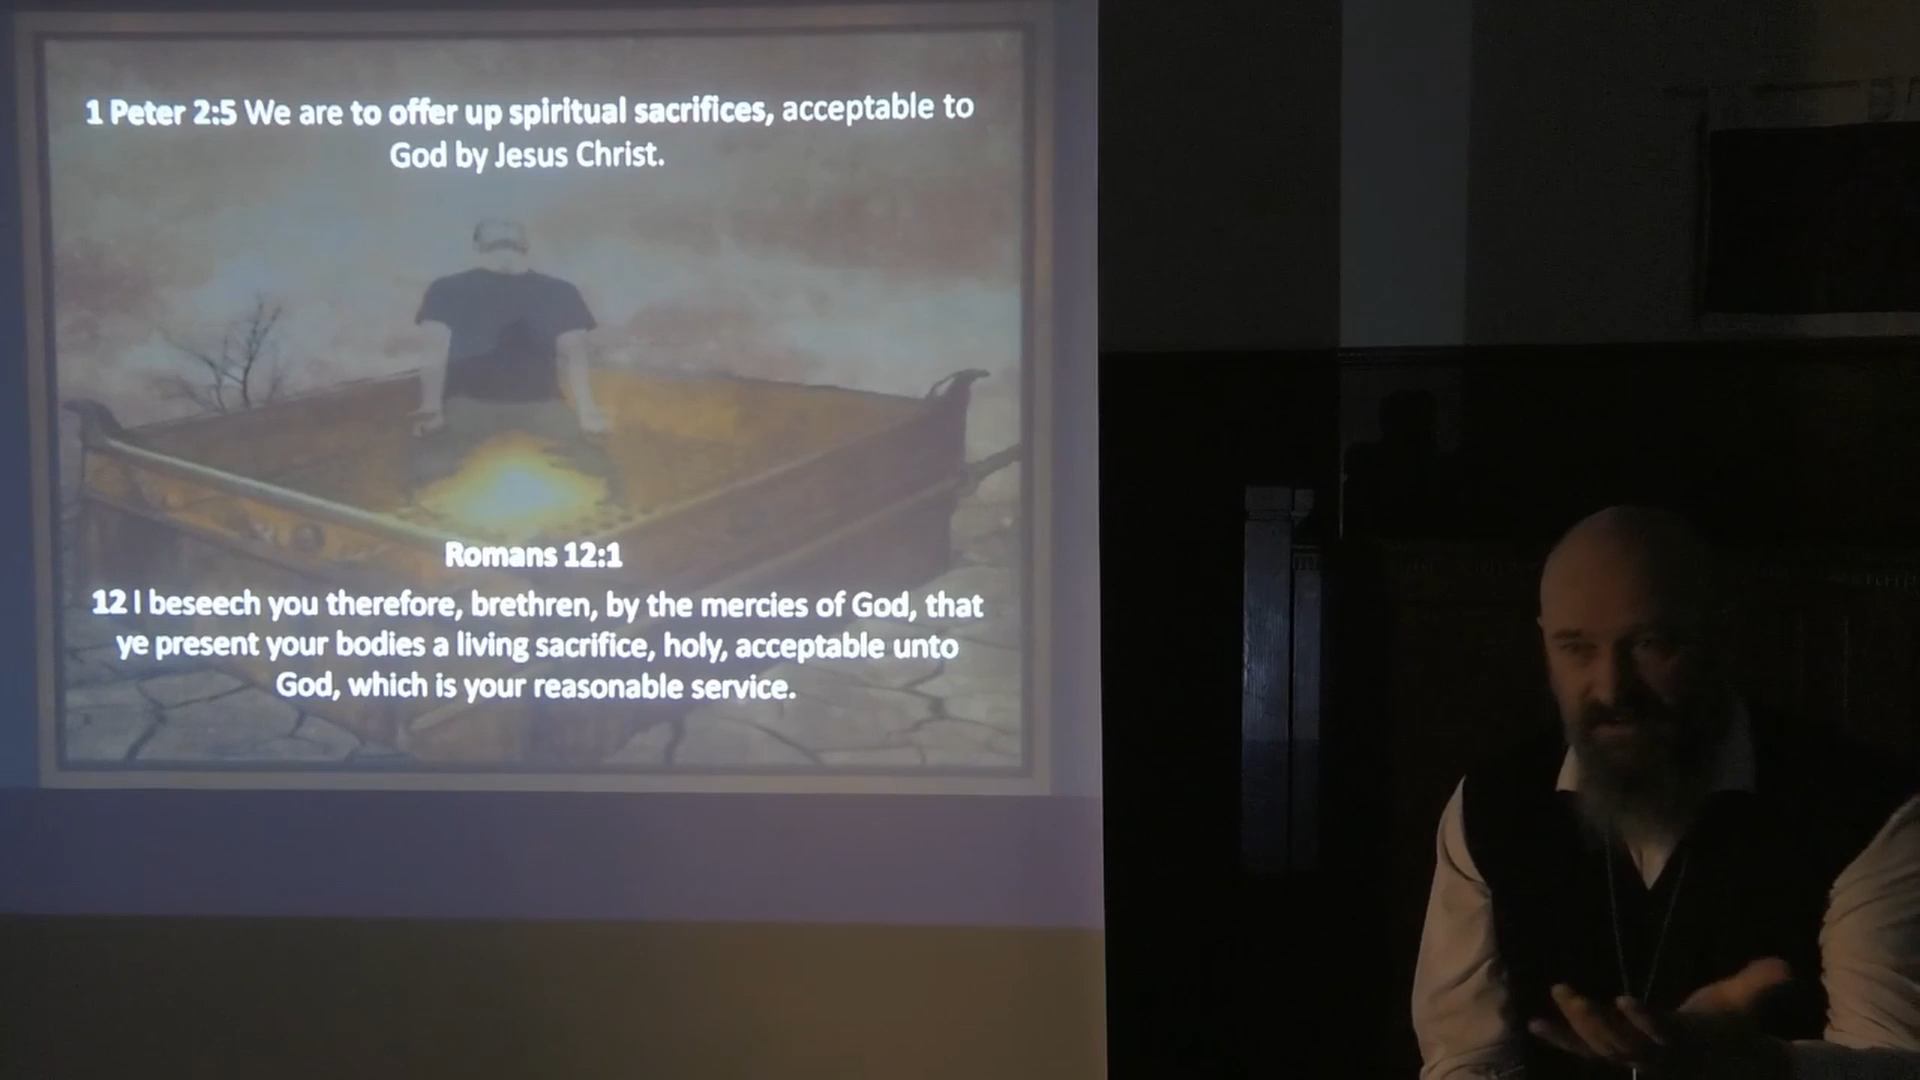 1 Peter 2:5 We are to offer up spiritual sacrifices, acceptable to
God by Jesus Christ.
Romans 12:1
12 I beseech you therefore, brethren, by the mercies of God, that
ye present your bodies a living sacrifice, holy, acceptable unto
God, which is your reasonable service.